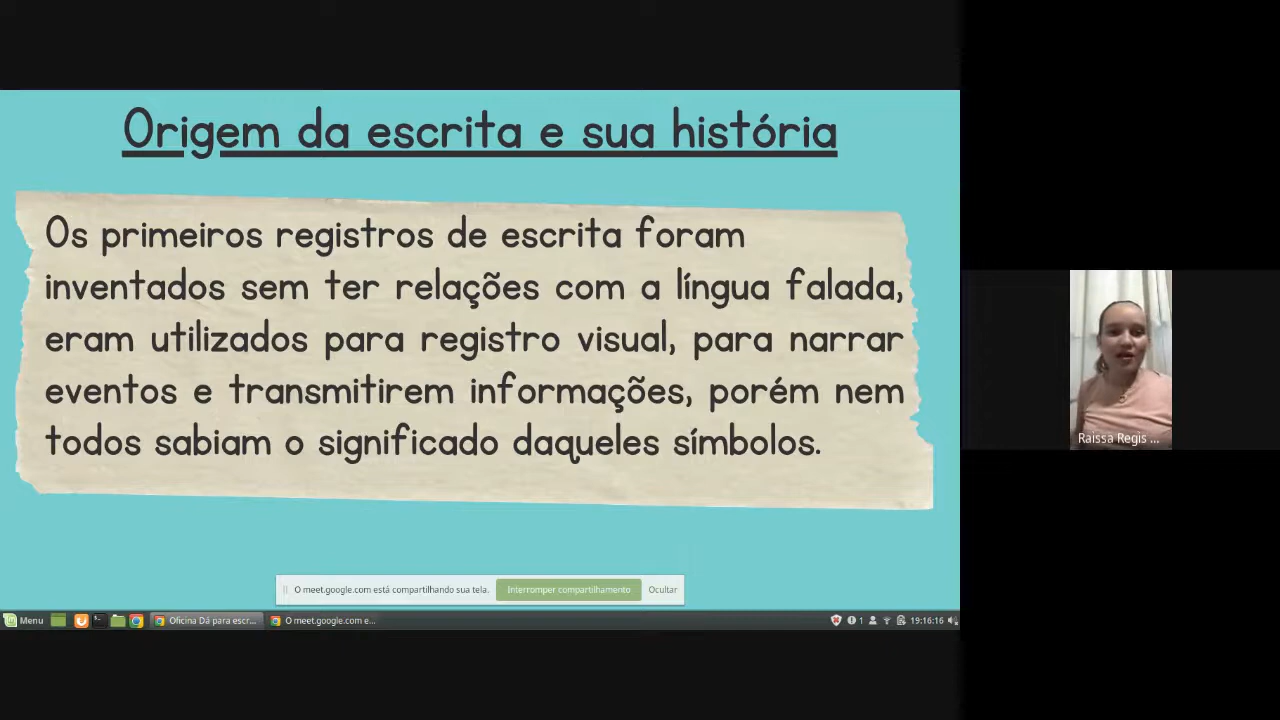 Origem da escrita e sua história
Os primeiros registros de escrita foram
inventados sem ter relações com a língua falada,
eram utilizados para registro visual, para narrar
eventos e transmitirem informações, porém nem
todos sabiam o significado daqueles símbolos.
Raissa Regis ...
O meet.google.com está compartilhando sua tela. Interromper compartilhamento Ocultar
Menu Oficina Dá para escr... O meet.google.com e... 1 19:16:16